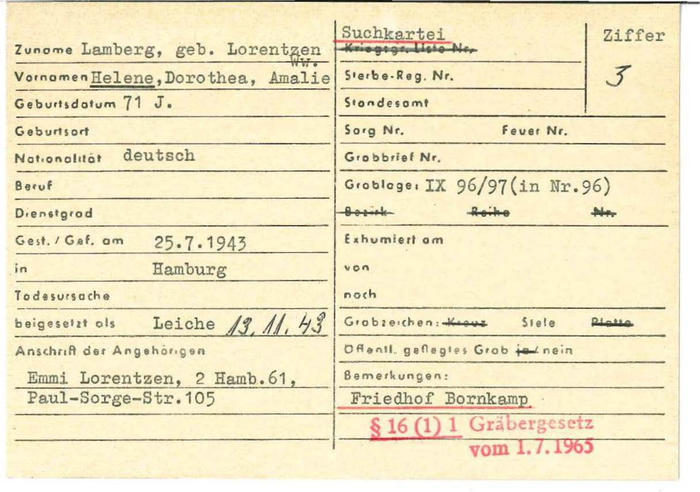 Zuname Lamberg, geb. Lorentzen
Ww.
Vornamen Helene, Dorothea, Amalie
Geburtsdatum 71 J.
Geburtsort
Nationalität deutsch
Beruf
Dienstgrad
Gest. / Gef. am 25.7.1943
in Hamburg
Todesursache
beigesetzt als Leiche 13.11.43
Anschrift der Angehörigen
Emmi Lorentzen, 2 Hamb.61,
Paul-Sorge-Str.105
Suchkartei
Kriegsgr. Liste Nr.
Sterbe-Reg. Nr.
Standesamt
Sarg Nr. Feuer Nr.
Grabbrief Nr.
Grablage: IX 96/97(in Nr.96)
Bezirk Reihe Nr.
Exhumiert am
von
nach
Grabzeichen: Kreuz Stele Platte
Öffentl. gepflegtes Grab ja / nein
Bemerkungen:
Friedhof Bornkamp
§ 16 (1) 1 Gräbergesetz
vom 1.7.1965
Ziffer
3